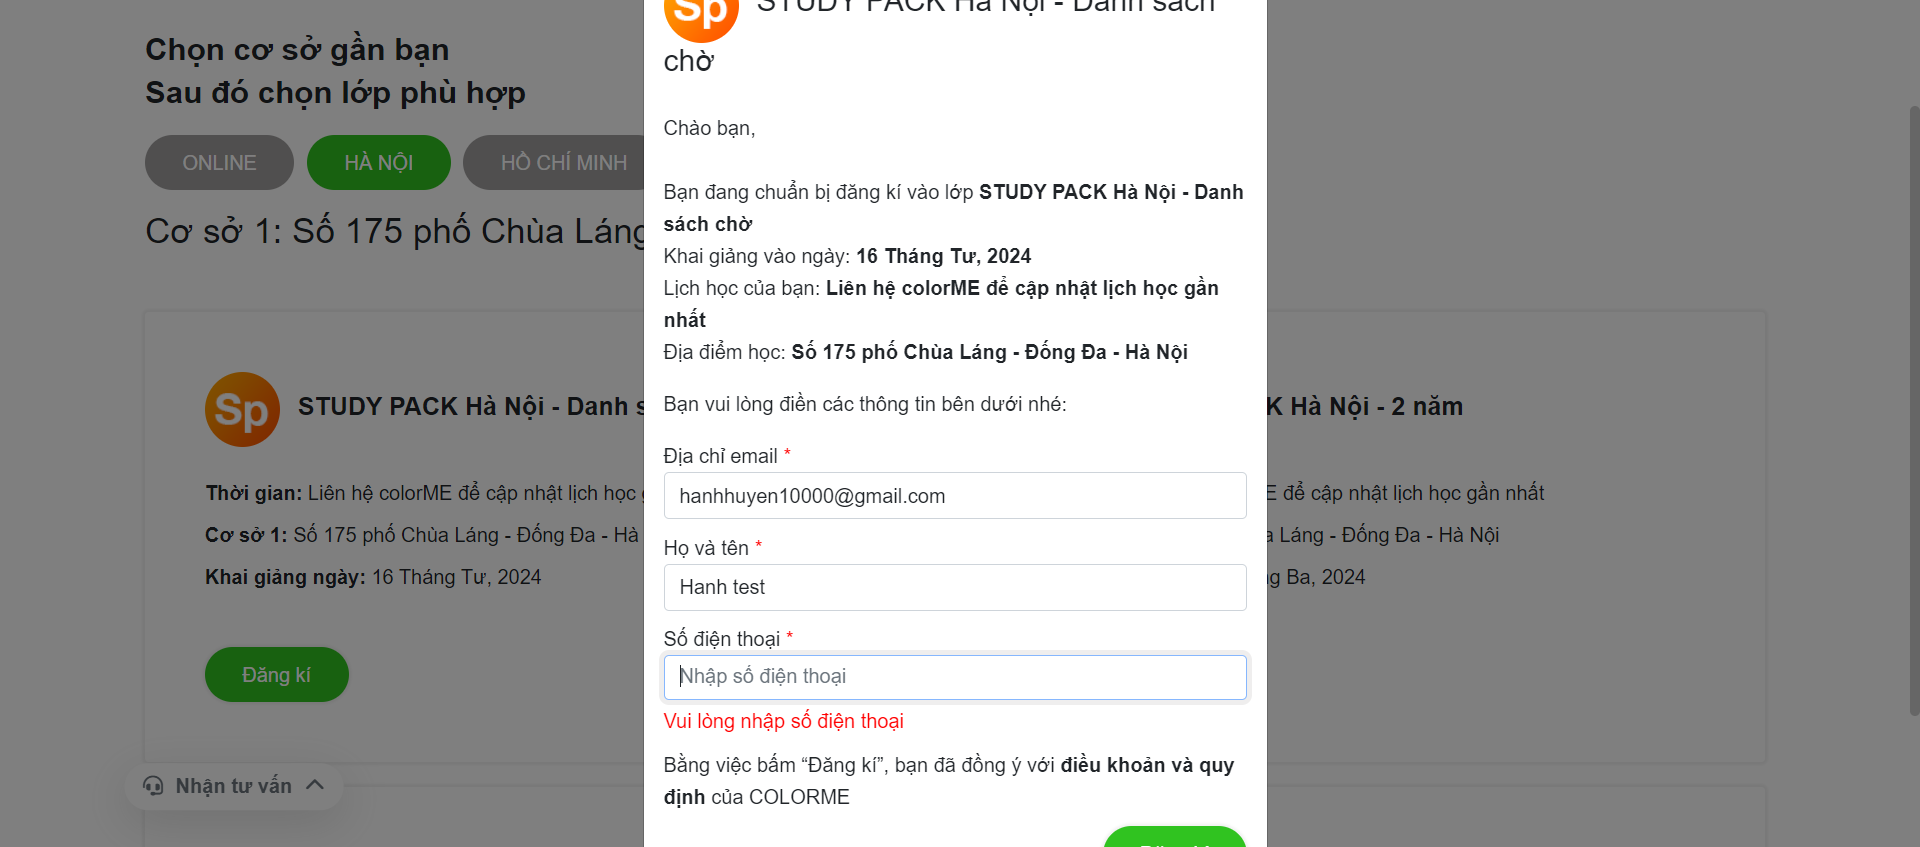 Chọn cơ sở gần bạn
Sau đó chọn lớp phù hợp
ONLINE
HÀ NỘI
HỒ CHÍ MINH
Cơ sở 1: Số 175 phố Chùa Láng
Sp
STUDY PACK Hà Nội - Danh s
Thời gian: Liên hệ colorME để cập nhật lịch học
Cơ sở 1: Số 175 phố Chùa Láng - Đống Đa - Hà
Khai giảng ngày: 16 Tháng Tư, 2024
Đăng kí
Nhận tư vấn
Sp
STUDY PACK Hà Nội - Danh sách
chờ
Chào bạn,
Bạn đang chuẩn bị đăng kí vào lớp STUDY PACK Hà Nội - Danh
sách chờ
Khai giảng vào ngày: 16 Tháng Tư, 2024
Lịch học của bạn: Liên hệ colorME để cập nhật lịch học gần
nhất
Địa điểm học: Số 175 phố Chùa Láng - Đống Đa - Hà Nội
Bạn vui lòng điền các thông tin bên dưới nhé:
Địa chỉ email *
hanhhuyen10000@gmail.com
Họ và tên *
Hanh test
Số điện thoại *
Nhập số điện thoại
Vui lòng nhập số điện thoại
Bằng việc bấm “Đăng kí”, bạn đã đồng ý với điều khoản và quy
định của COLORME
K Hà Nội - 2 năm
E để cập nhật lịch học gần nhất
Láng - Đống Đa - Hà Nội
g Ba, 2024